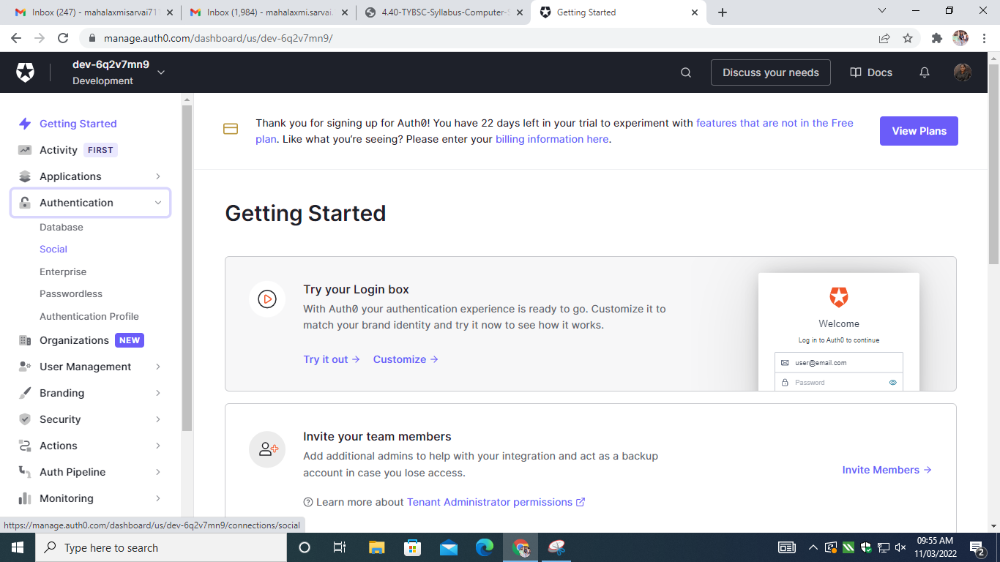 Inbox (247) - mahalaxmisarvai711
Inbox (1,984) - mahalaxmi.sarvai.
4.40-TYBSC-Syllabus-Computer-S
Getting Started
manage.auth0.com/dashboard/us/dev-6q2v7mn9/
dev-6q2v7mn9
Development
Discuss your needs
Docs
Getting Started
Activity FIRST
Applications
Authentication
Database
Social
Enterprise
Passwordless
Authentication Profile
Organizations NEW
User Management
Branding
Security
Actions
Auth Pipeline
Monitoring
Thank you for signing up for Auth0! You have 22 days left in your trial to experiment with features that are not in the Free
plan. Like what you're seeing? Please enter your billing information here.
View Plans
Getting Started
Try your Login box
With Auth0 your authentication experience is ready to go. Customize it to
match your brand identity and try it now to see how it works.
Try it out → Customize →
Welcome
Log in to Auth0 to continue
user@email.com
Password
Invite your team members
Add additional admins to help with your integration and act as a backup
account in case you lose access.
Invite Members →
Learn more about Tenant Administrator permissions
https://manage.auth0.com/dashboard/us/dev-6q2v7mn9/connections/social
Type here to search
09:55 AM
11/03/2022
2